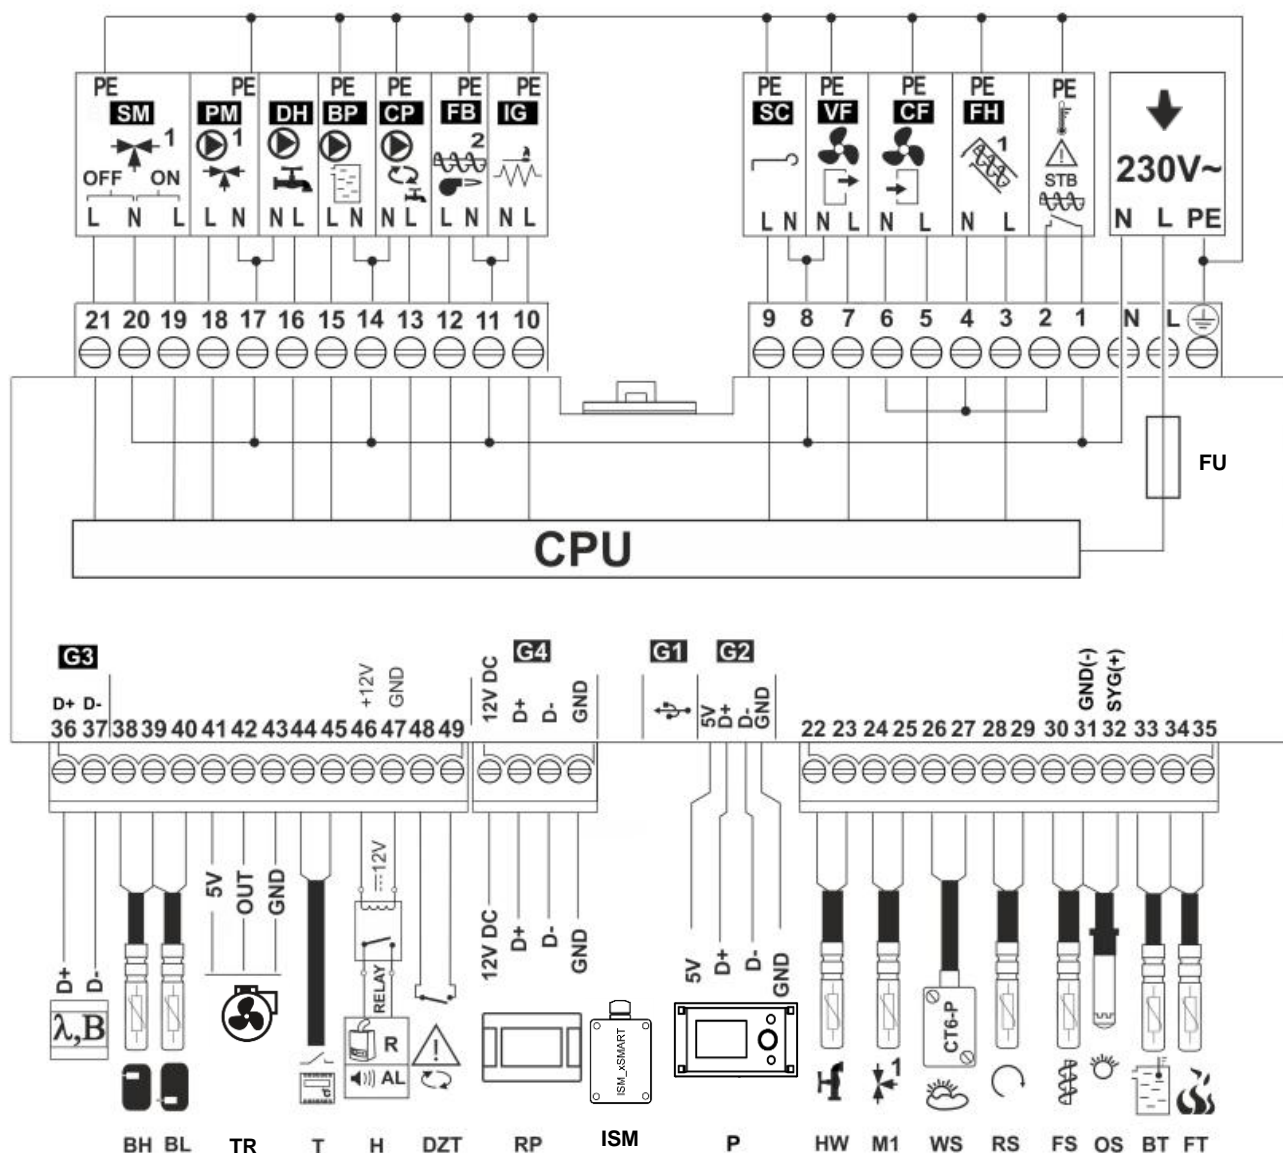 PE PE PE PE PE PE PE PE PE PE PE
SM PM DH BP CP FB IG SC VF CF FH
1 1 2 1
230V~
OFF ON STB
L N L L N N L L N L L N N L L N N L N L N L N L PE
21 20 19 18 17 16 15 14 13 12 11 10 9 8 7 6 5 4 3 2 1 N L
FU
CPU
G3 G4 G1 G2
+12V GND 12V DC D+ D- GND 5V D+ D- GND GND(-) SYG(+)
D+ D-
36 37 38 39 40 41 42 43 44 45 46 47 48 49 22 23 24 25 26 27 28 29 30 31 32 33 34 35
5V OUT GND 12V
12V DC D+ D- GND
5V D+ D- GND
D+ D-
RELAY
CT6-P
λ,B R
AL
ISM_xSMART
1
BH BL TR T H DZT RP ISM P HW M1 WS RS FS OS BT FT